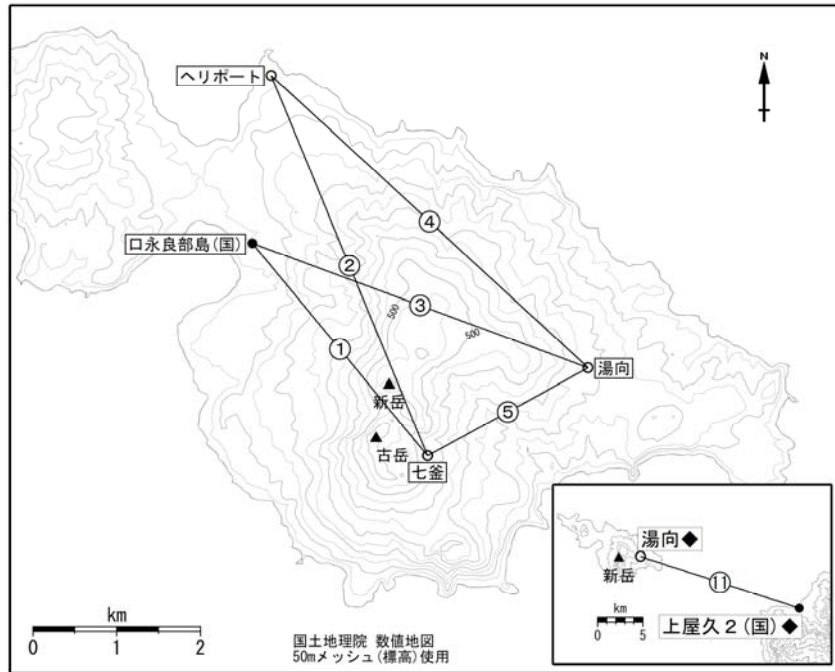 ヘリポート
N
④
口永良部島(国)
②
③
500
①
500
新岳
湯向
⑤
古岳
七釜
km
0 1 2
国土地理院 数値地図
50mメッシュ(標高)使用
湯向◆
新岳
⑪
km
0 5
上屋久2(国)◆